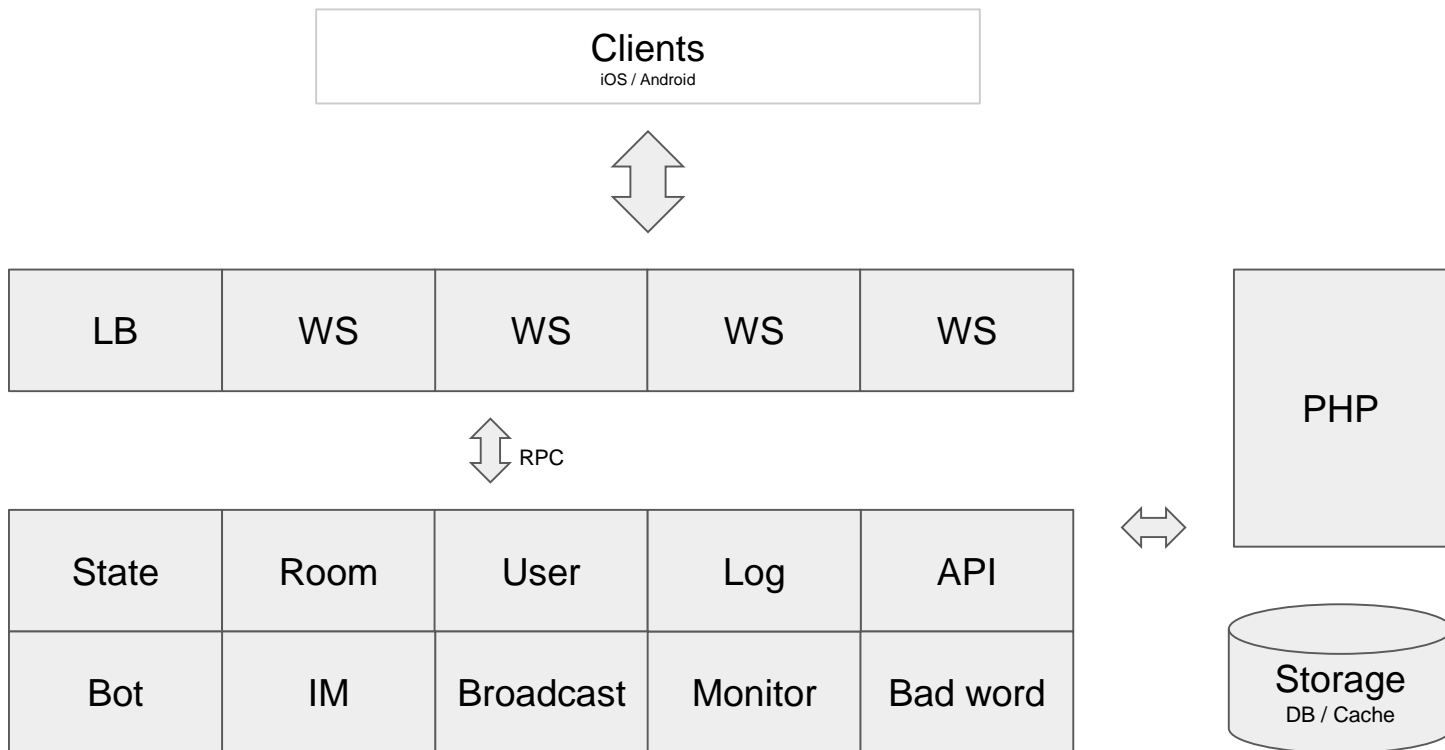 Clients
iOS / Android
LB
WS
WS
WS
WS
PHP
RPC
State
Room
User
Log
API
Bot
IM
Broadcast
Monitor
Bad word
Storage
DB / Cache